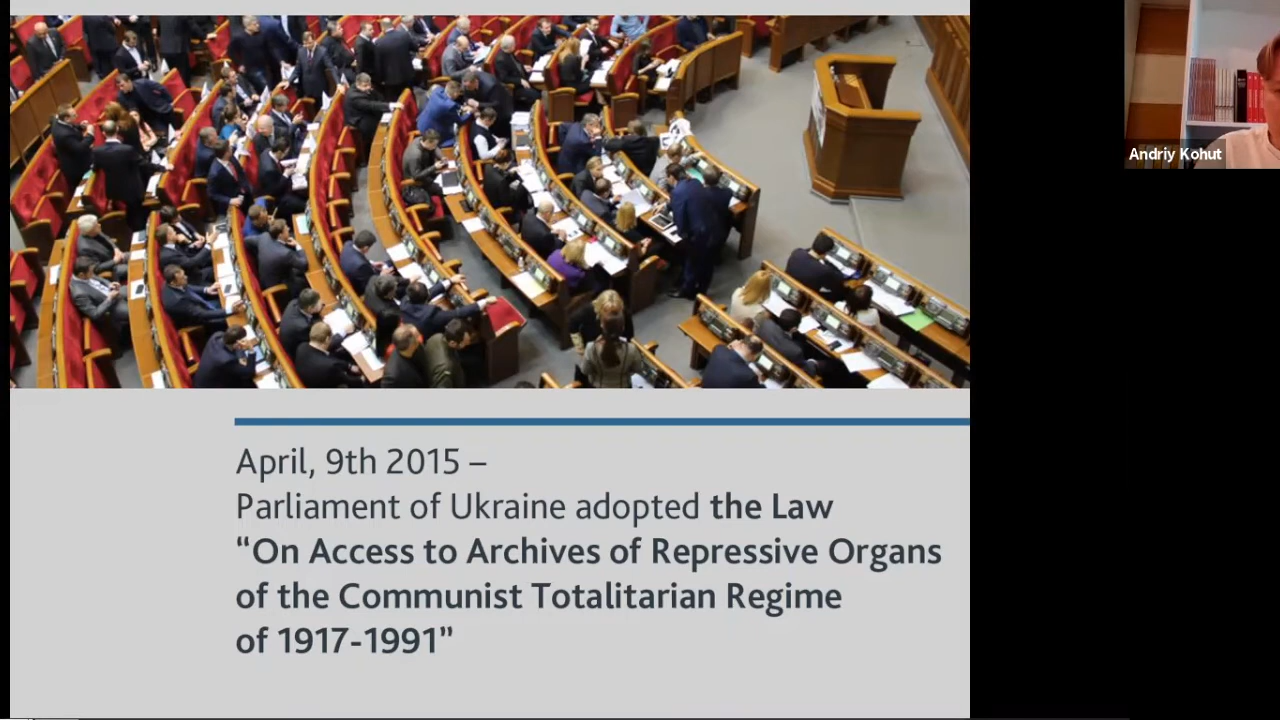 Andriy Kohut
April, 9th 2015 –
Parliament of Ukraine adopted the Law
“On Access to Archives of Repressive Organs
of the Communist Totalitarian Regime
of 1917-1991”